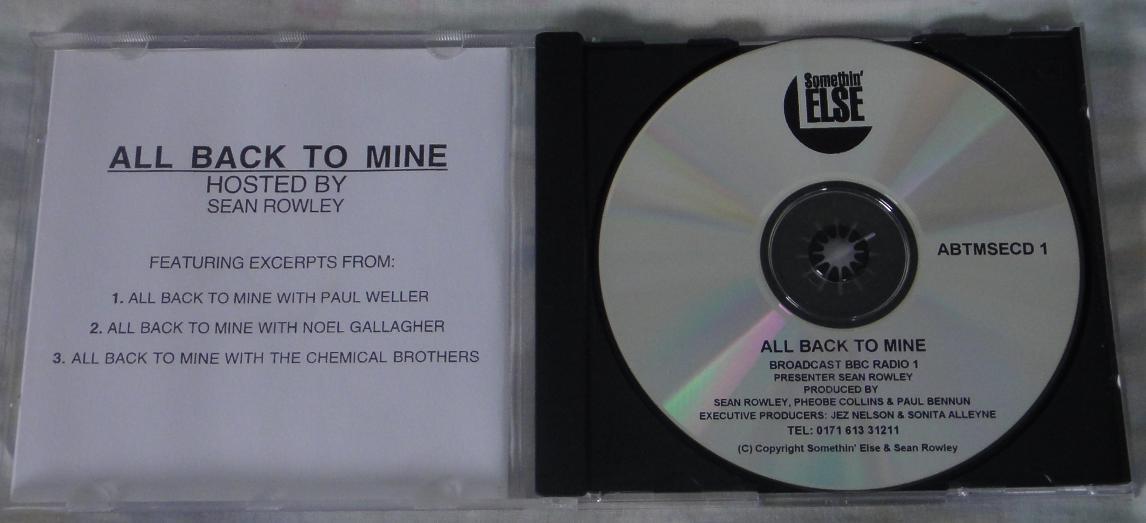 ALL BACK TO MINE
HOSTED BY
SEAN ROWLEY
FEATURING EXCERPTS FROM:
1. ALL BACK TO MINE WITH PAUL WELLER
2. ALL BACK TO MINE WITH NOEL GALLAGHER
3. ALL BACK TO MINE WITH THE CHEMICAL BROTHERS
Somethin'
ELSE
ABTMSECD 1
ALL BACK TO MINE
BROADCAST BBC RADIO 1
PRESENTER SEAN ROWLEY
PRODUCED BY
SEAN ROWLEY, PHEOBE COLLINS & PAUL BENNUN
EXECUTIVE PRODUCERS: JEZ NELSON & SONITA ALLEYNE
TEL: 0171 613 31211
(C) Copyright Somethin' Else & Sean Rowley